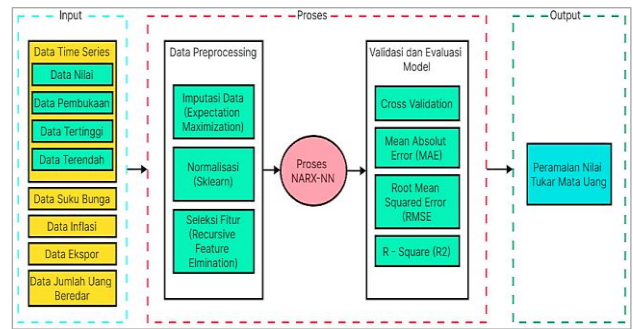 Input
Proses
Output
Data Time Series
Data Nilai
Data Pembukaan
Data Tertinggi
Data Terendah
Data Suku Bunga
Data Inflasi
Data Ekspor
Data Jumlah Uang
Beredar
Data Preprocessing
Imputasi Data
(Expectation
Maximization)
Normalisasi
(Sklearn)
Seleksi Fitur
(Recursive
Feature
Elmination)
Proses
NARX-NN
Validasi dan Evaluasi
Model
Cross Validation
Mean Absolut
Error (MAE)
Root Mean
Squared Error
(RMSE
R - Square (R2)
Peramalan Nilai
Tukar Mata Uang